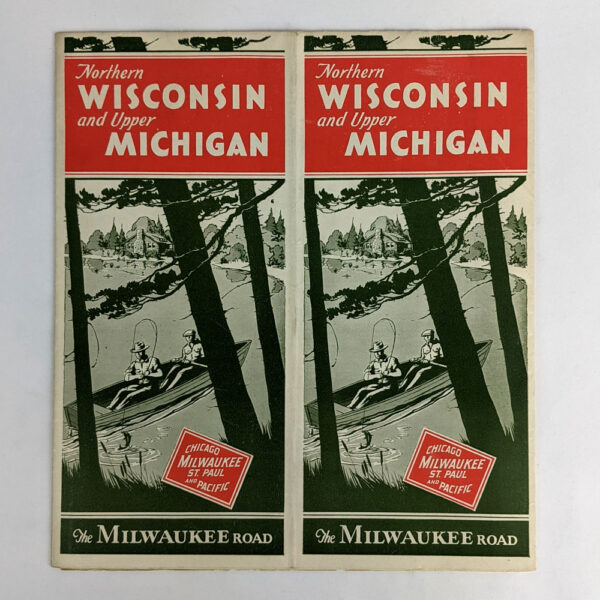 Northern
WISCONSIN
and Upper
MICHIGAN
CHICAGO
MILWAUKEE
ST. PAUL
AND PACIFIC
The MILWAUKEE ROAD
Northern
WISCONSIN
and Upper
MICHIGAN
CHICAGO
MILWAUKEE
ST. PAUL
AND PACIFIC
The MILWAUKEE ROAD